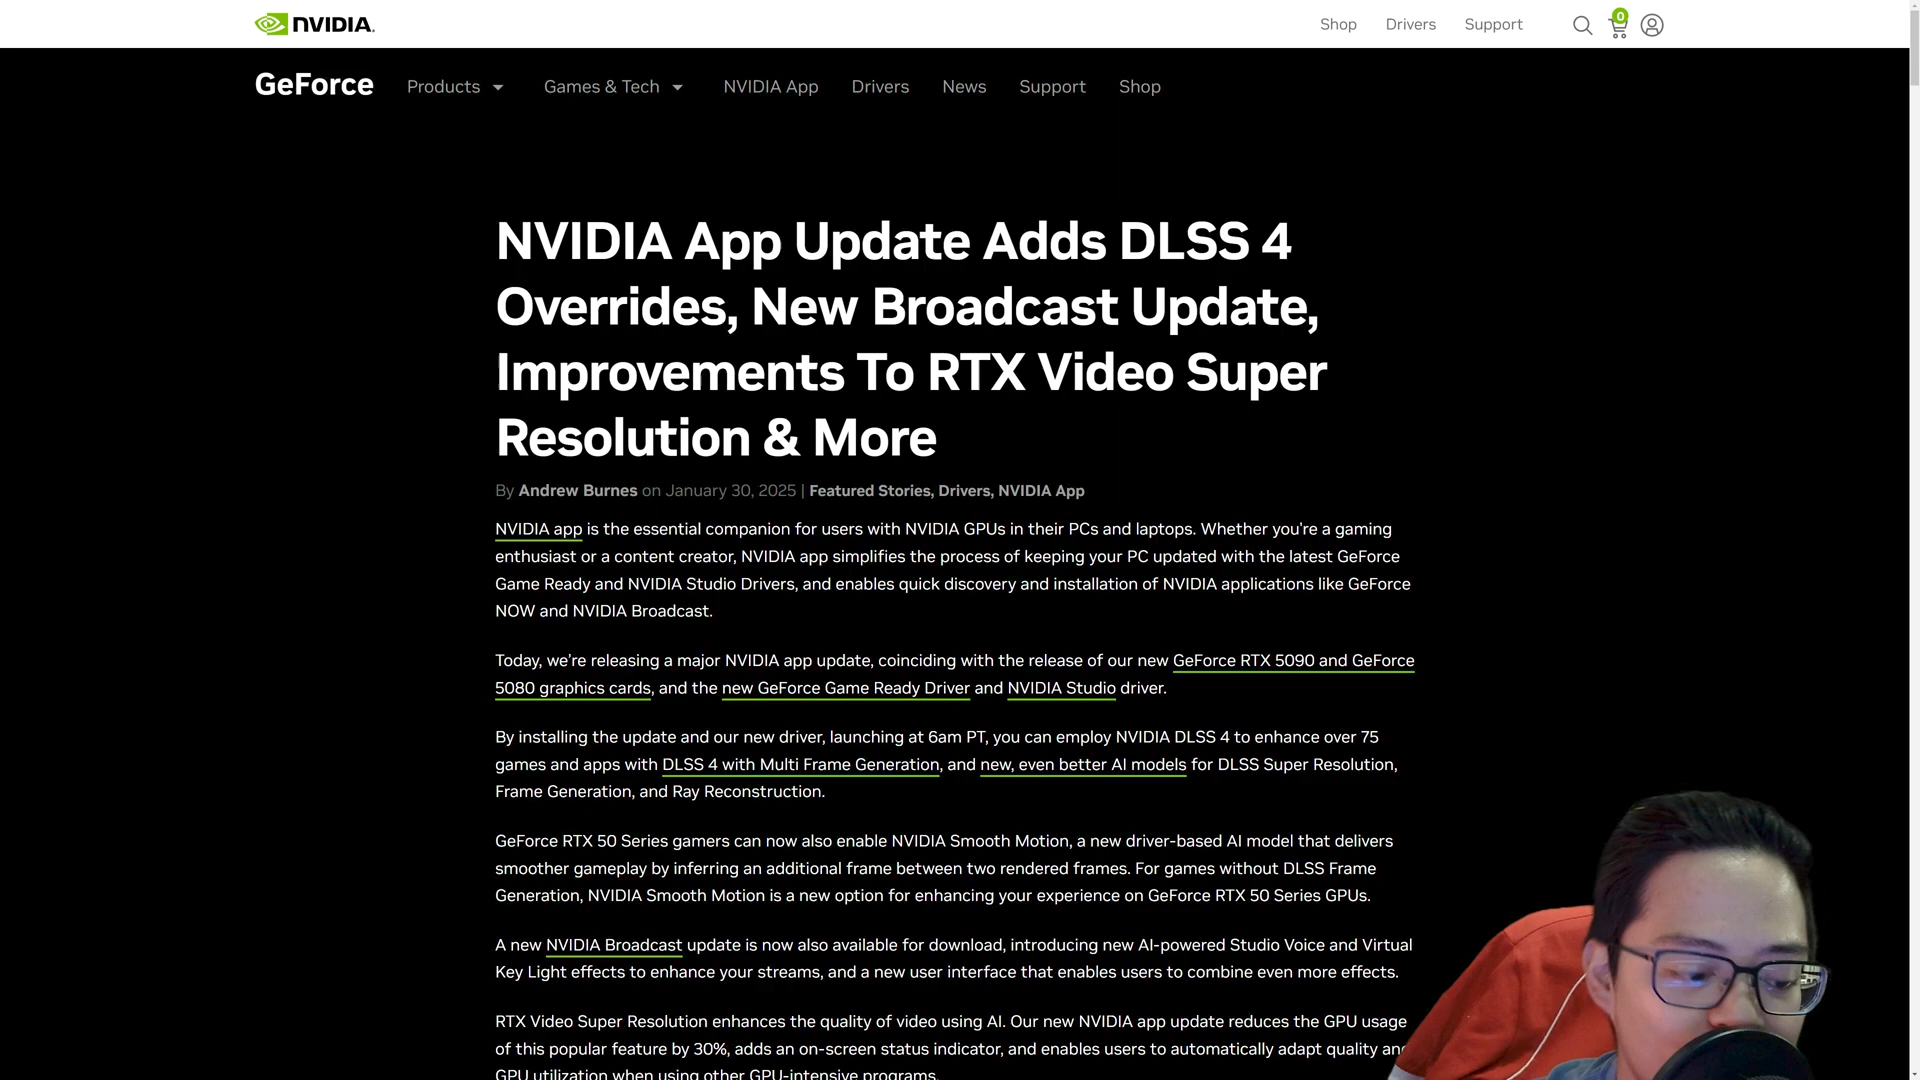 NVIDIA.
Shop
Drivers
Support
0
GeForce
Products
Games & Tech
NVIDIA App
Drivers
News
Support
Shop
NVIDIA App Update Adds DLSS 4
Overrides, New Broadcast Update,
Improvements To RTX Video Super
Resolution & More
By Andrew Burnes on January 30, 2025 | Featured Stories, Drivers, NVIDIA App
NVIDIA app is the essential companion for users with NVIDIA GPUs in their PCs and laptops. Whether you're a gaming
enthusiast or a content creator, NVIDIA app simplifies the process of keeping your PC updated with the latest GeForce
Game Ready and NVIDIA Studio Drivers, and enables quick discovery and installation of NVIDIA applications like GeForce
NOW and NVIDIA Broadcast.
Today, we’re releasing a major NVIDIA app update, coinciding with the release of our new GeForce RTX 5090 and GeForce
5080 graphics cards, and the new GeForce Game Ready Driver and NVIDIA Studio driver.
By installing the update and our new driver, launching at 6am PT, you can employ NVIDIA DLSS 4 to enhance over 75
games and apps with DLSS 4 with Multi Frame Generation, and new, even better AI models for DLSS Super Resolution,
Frame Generation, and Ray Reconstruction.
GeForce RTX 50 Series gamers can now also enable NVIDIA Smooth Motion, a new driver-based AI model that delivers
smoother gameplay by inferring an additional frame between two rendered frames. For games without DLSS Frame
Generation, NVIDIA Smooth Motion is a new option for enhancing your experience on GeForce RTX 50 Series GPUs.
A new NVIDIA Broadcast update is now also available for download, introducing new AI-powered Studio Voice and Virtual
Key Light effects to enhance your streams, and a new user interface that enables users to combine even more effects.
RTX Video Super Resolution enhances the quality of video using AI. Our new NVIDIA app update reduces the GPU usage
of this popular feature by 30%, adds an on-screen status indicator, and enables users to automatically adapt quality and
GPU utilization when using other GPU-intensive programs.